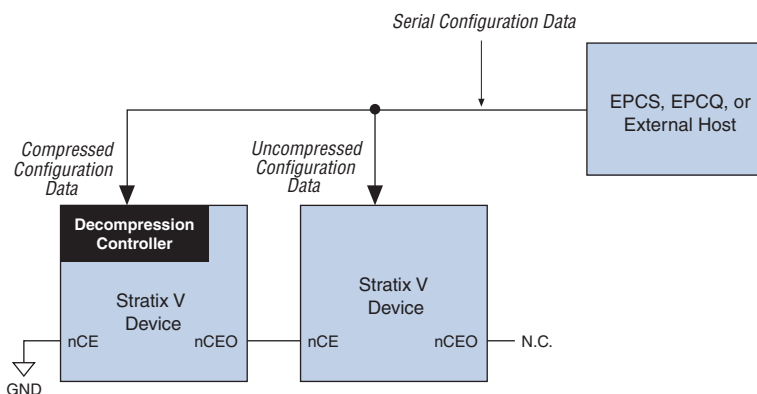 Serial Configuration Data
EPCS, EPCQ, or
External Host
Compressed
Configuration
Data
Uncompressed
Configuration
Data
Decompression
Controller
Stratix V
Device
nCE
nCEO
GND
Stratix V
Device
nCE
nCEO
N.C.